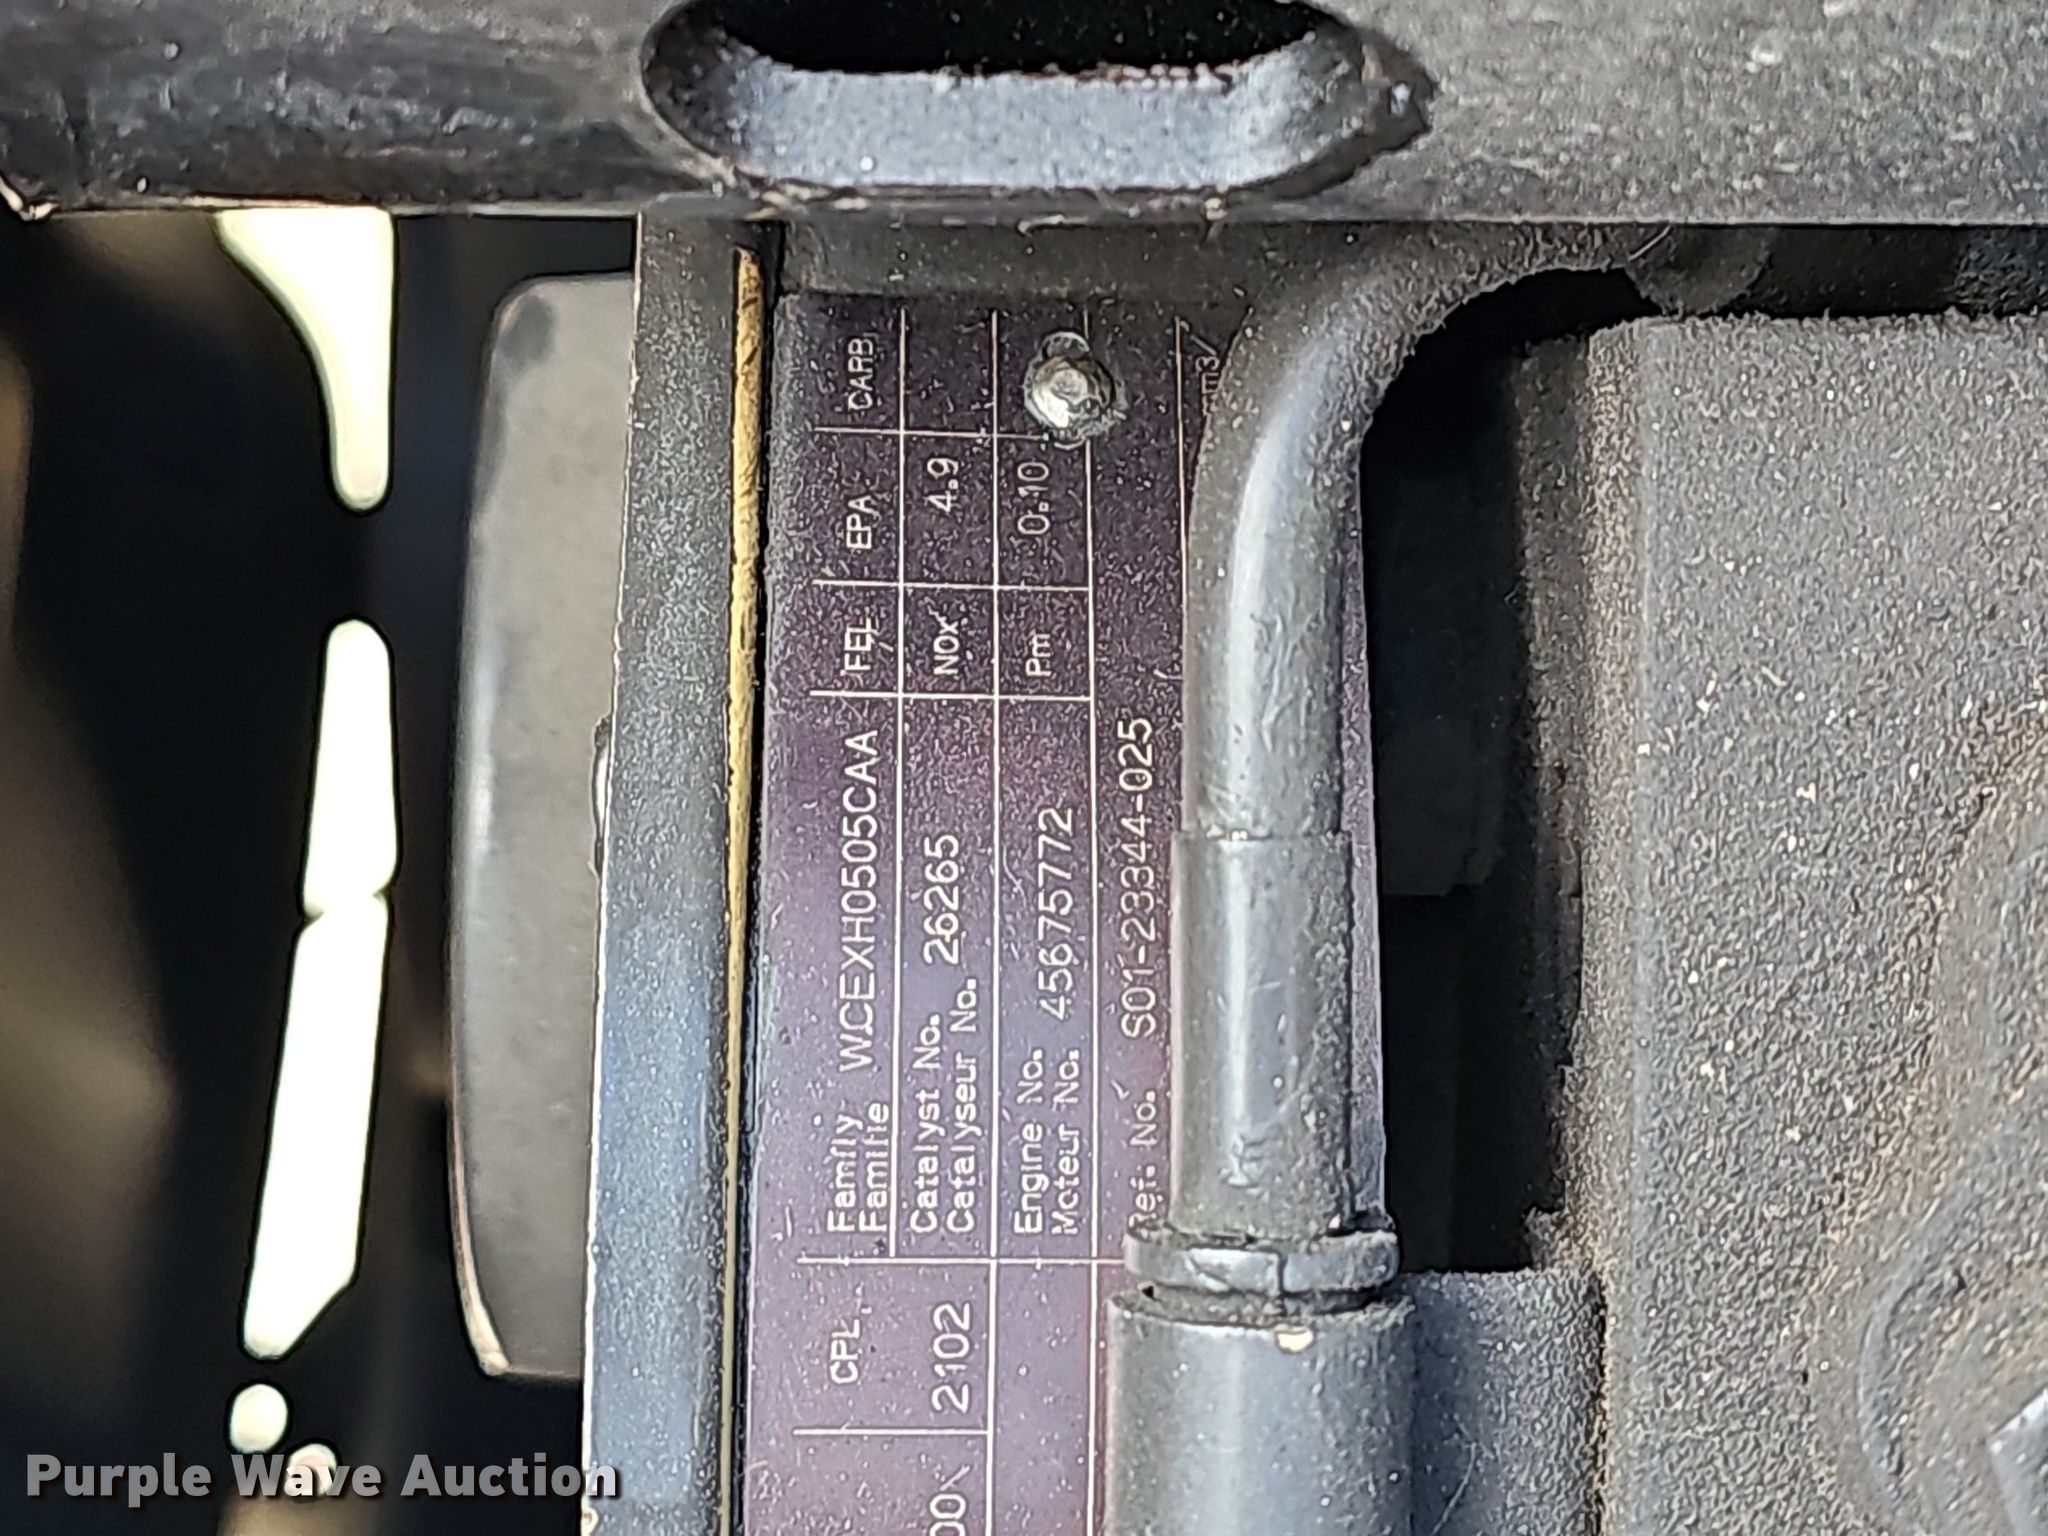 CPL.
2102
Family
Famille
WCEXH0505CAA
FEL
EPA
CARB
Catalyst No.
Catalyseur No.
26265
NOx
4.9
Engine No.
Moteur No.
45675772
Pm
0.10
Ref. No.
S01-23344-025
Purple Wave Auction